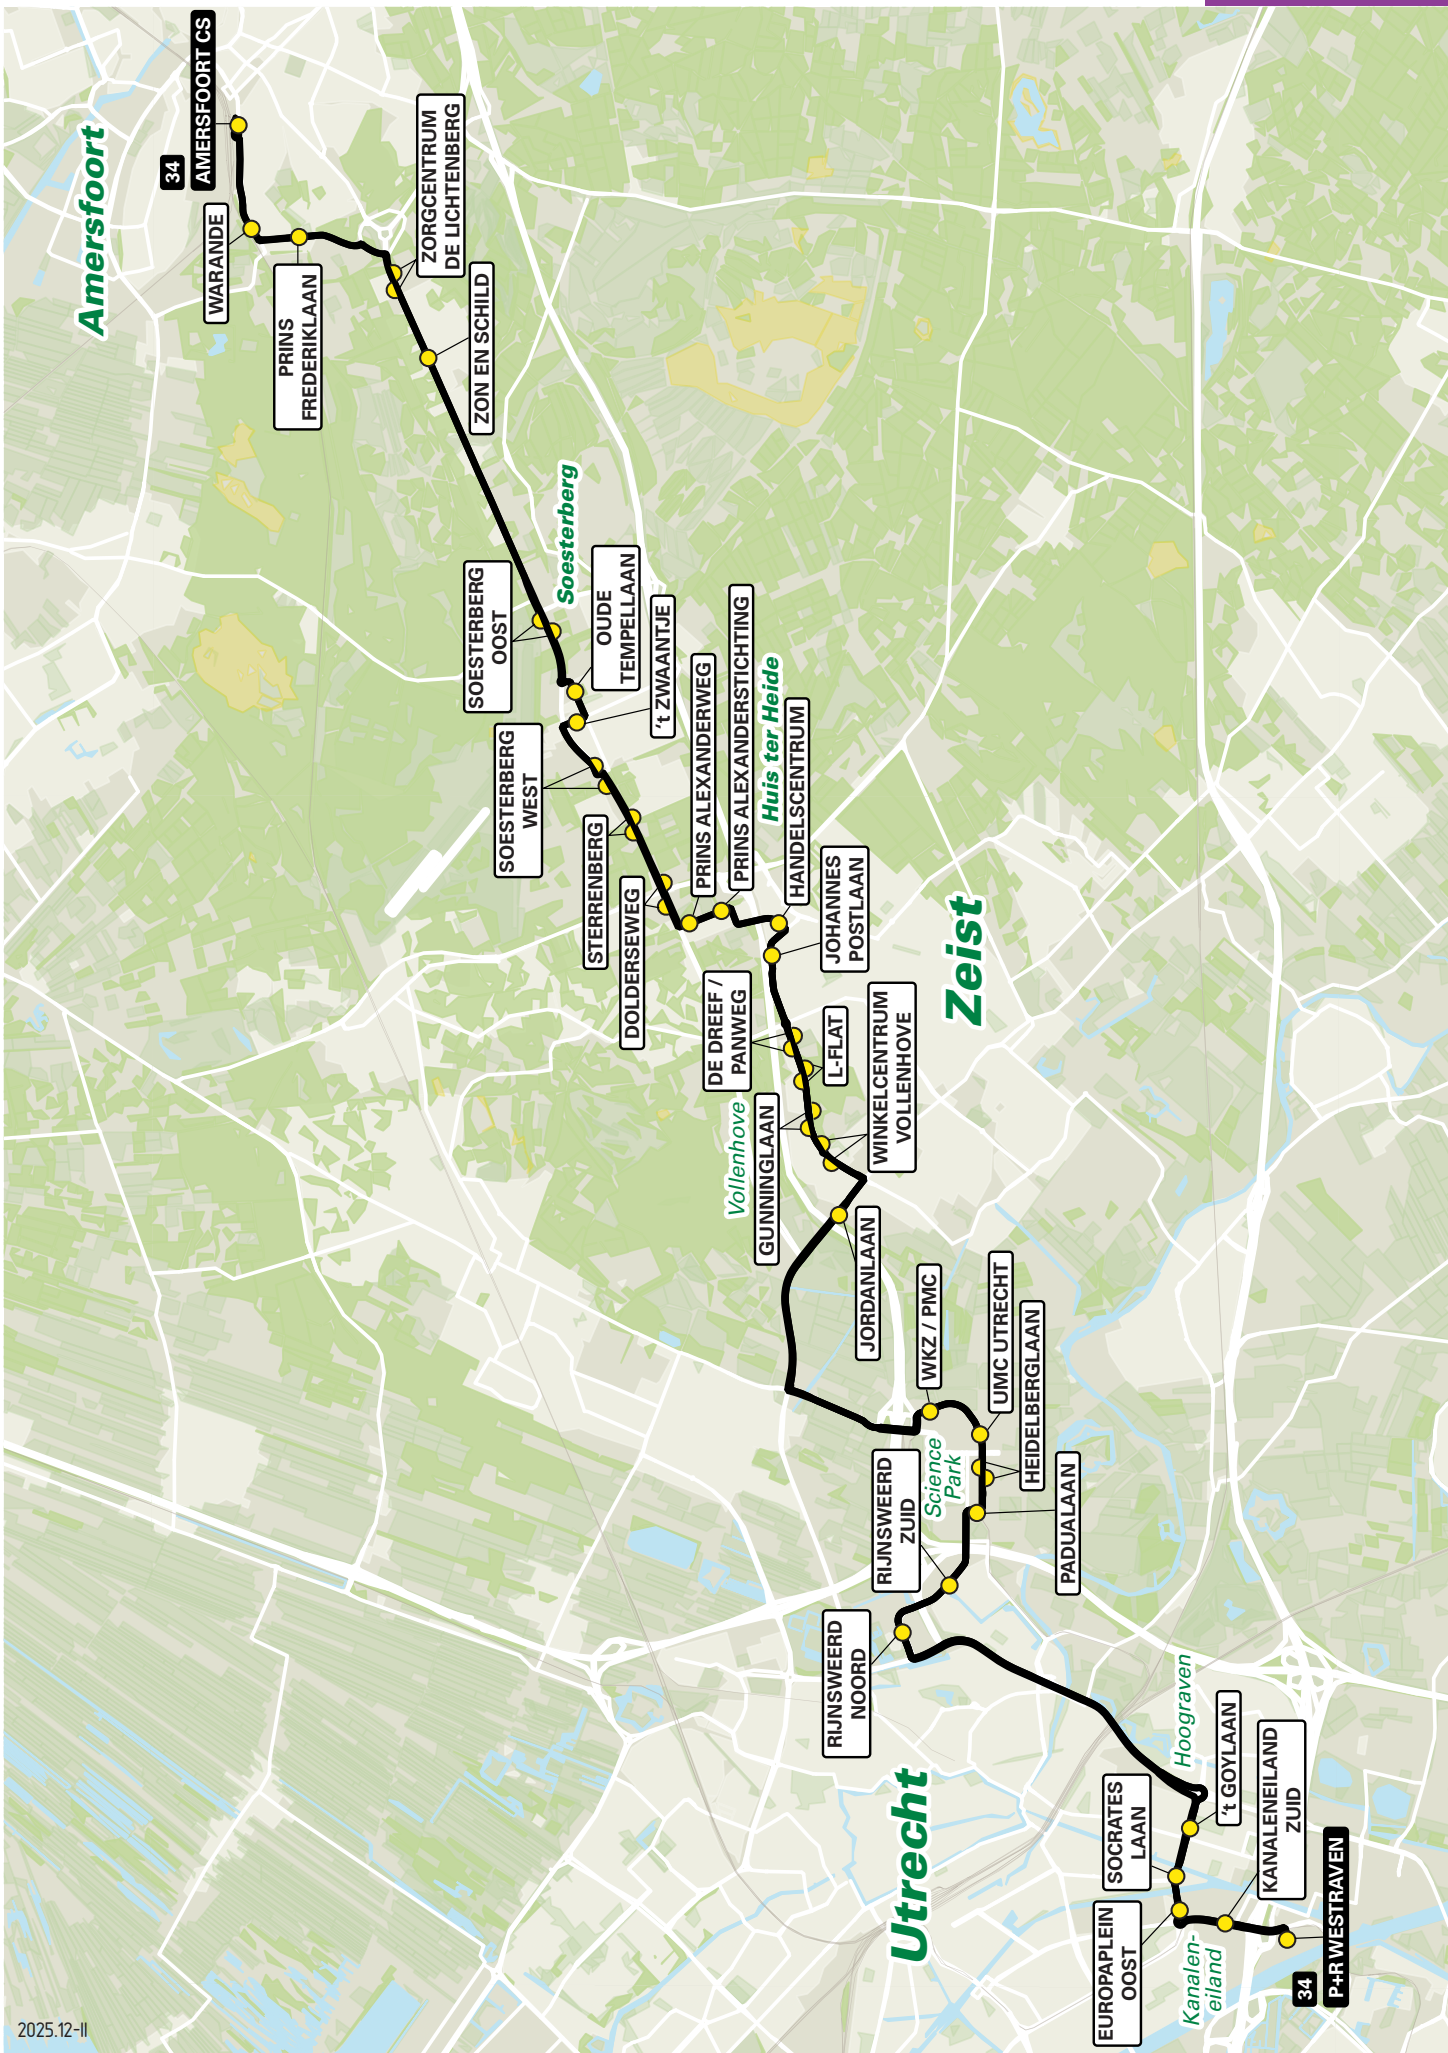 Amersfoort
34
AMERSFOORT CS
WARANDE
PRINS
FREDERIKLAAN
ZORGCENTRUM
DE LICHTENBERG
ZON EN SCHILD
Soesterberg
SOESTERBERG
OOST
OUDE
TEMPELLAAN
't ZWAANTJE
SOESTERBERG
WEST
STERRENBERG
DOLDERSEWEG
PRINS ALEXANDERWEG
PRINS ALEXANDERSTICHTING
Huis ter Heide
HANDELSCENTRUM
JOHANNES
POSTLAAN
Zeist
DE DREEF /
PANWEG
L-FLAT
Vollenhove
GUNNINGLAAN
WINKELCENTRUM
VOLLENHOVE
JORDANLAAN
WKZ / PMC
UMC UTRECHT
HEIDELBERGLAAN
Science
Park
PADUALAAN
RIJNSWEERD
ZUID
RIJNSWEERD
NOORD
Utrecht
Hoograven
't GOYLAAN
SOCRATES
LAAN
KANALENEILAND
ZUID
EUROPAPLEIN
OOST
Kanalen-
eiland
34
P+R WESTRAVEN
2025.12-II